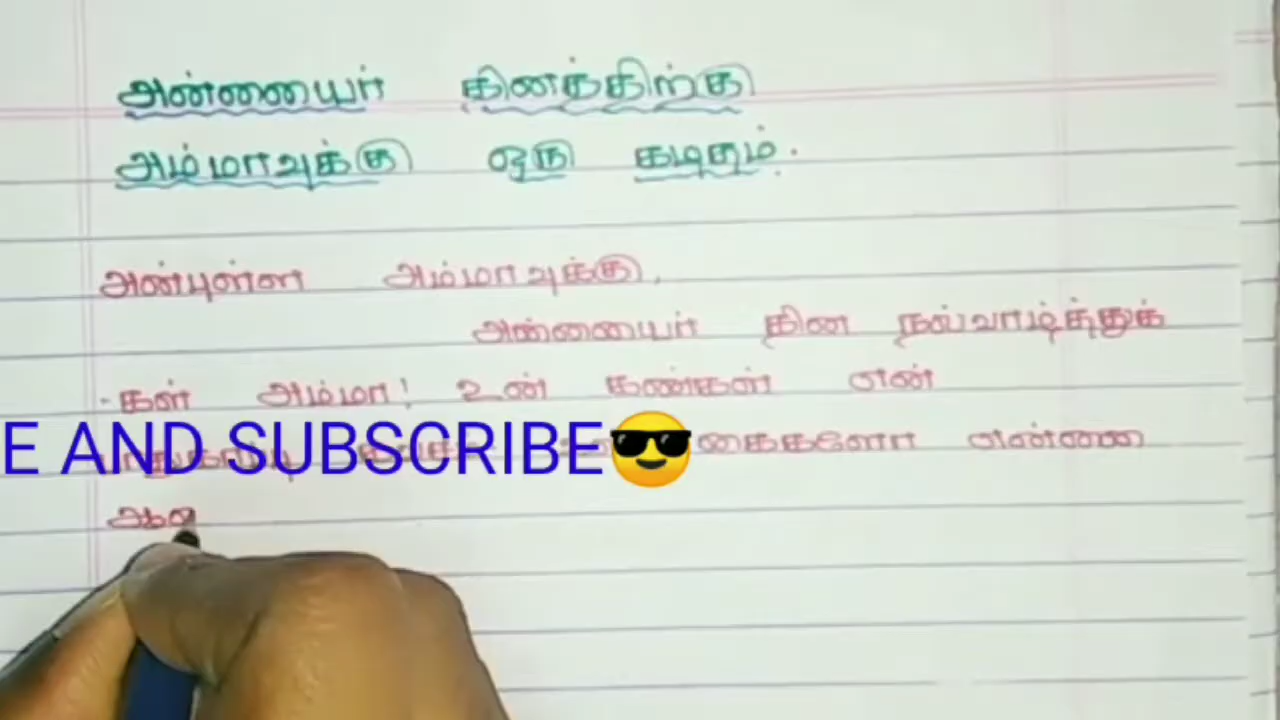 அன்னையர் தினத்திற்கு
அம்மாவுக்கு ஒரு கடிதம்.
அன்புள்ள அம்மாவுக்கு,
அன்னையர் தின நல்வாழ்த்துக்
கள் அம்மா! உன் கண்கள் என்
E AND SUBSCRIBE😎 கைகளோ என்னை